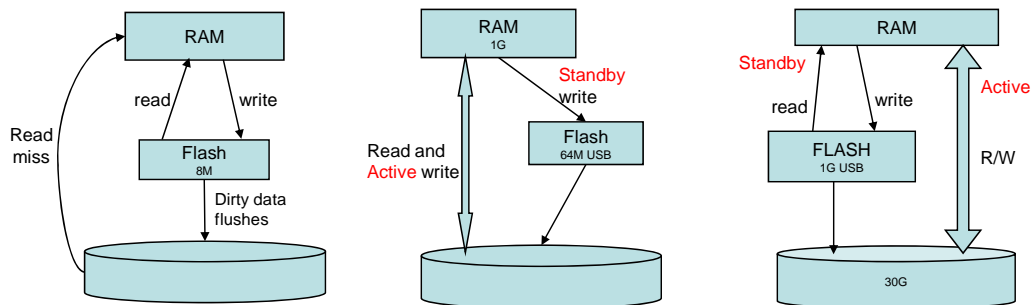 RAM
read
write
Read
miss
Flash
8M
Dirty data
flushes
RAM
1G
Standby
write
Flash
64M USB
Read and
Active write
RAM
Standby
read
write
Active
FLASH
1G USB
R/W
30G